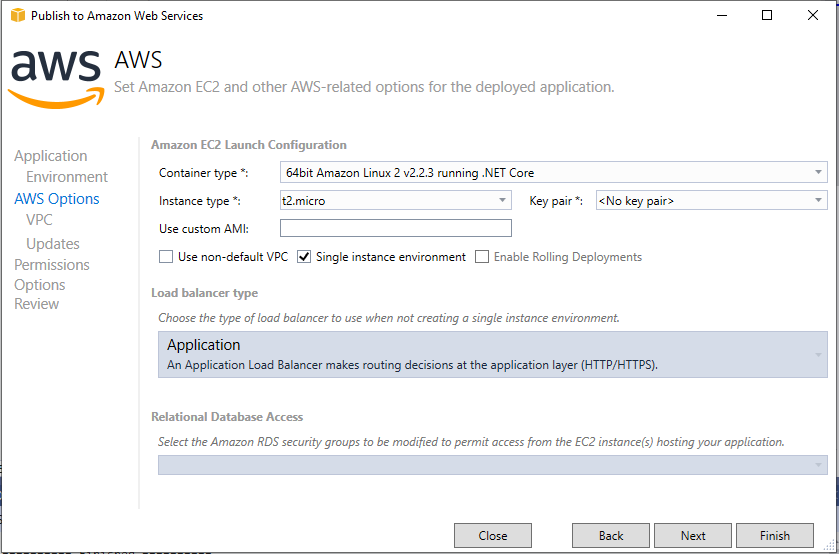 Publish to Amazon Web Services
aws
AWS
Set Amazon EC2 and other AWS-related options for the deployed application.
Application
Environment
AWS Options
VPC
Updates
Permissions
Options
Review
Amazon EC2 Launch Configuration
Container type *: 64bit Amazon Linux 2 v2.2.3 running .NET Core
Instance type *: t2.micro Key pair *: <No key pair>
Use custom AMI:
Use non-default VPC Single instance environment Enable Rolling Deployments
Load balancer type
Choose the type of load balancer to use when not creating a single instance environment.
Application
An Application Load Balancer makes routing decisions at the application layer (HTTP/HTTPS).
Relational Database Access
Select the Amazon RDS security groups to be modified to permit access from the EC2 instance(s) hosting your application.
Close Back Next Finish